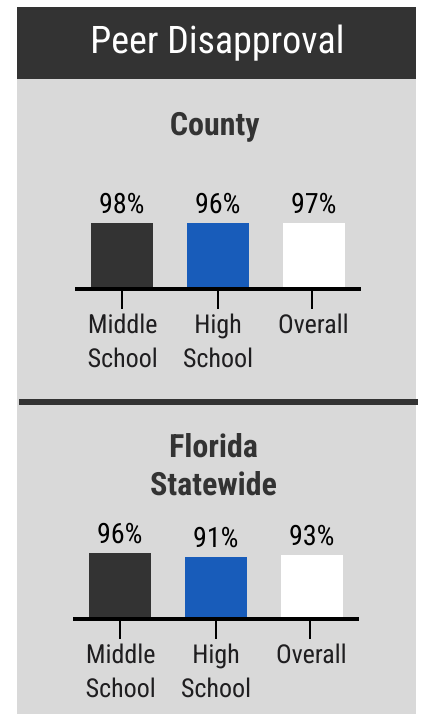 Peer Disapproval
County
98% 96% 97%
Middle High Overall
School School
Florida
Statewide
96% 91% 93%
Middle High Overall
School School